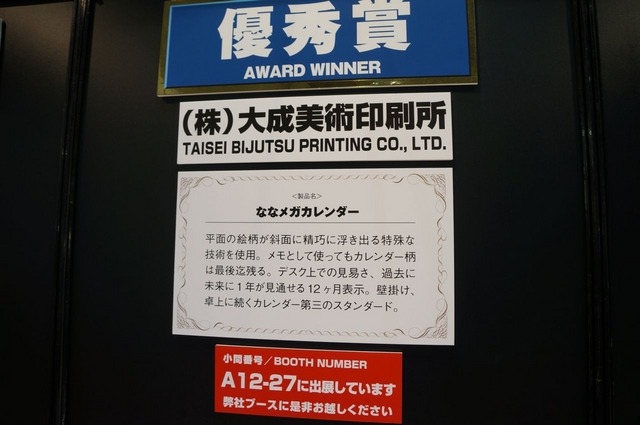 優秀賞
AWARD WINNER
（株）大成美術印刷所
TAISEI BIJUTSU PRINTING CO., LTD.
＜製品名＞
ななメガカレンダー
平面の絵柄が斜面に精巧に浮き出る特殊な
技術を使用。メモとして使ってもカレンダー柄
は最後迄残る。デスク上での見易さ、過去に
未来に1年が見通せる12ヶ月表示。壁掛け、
卓上に続くカレンダー第三のスタンダード。
小間番号／BOOTH NUMBER
A12-27に出展しています
弊社ブースに是非お越しください